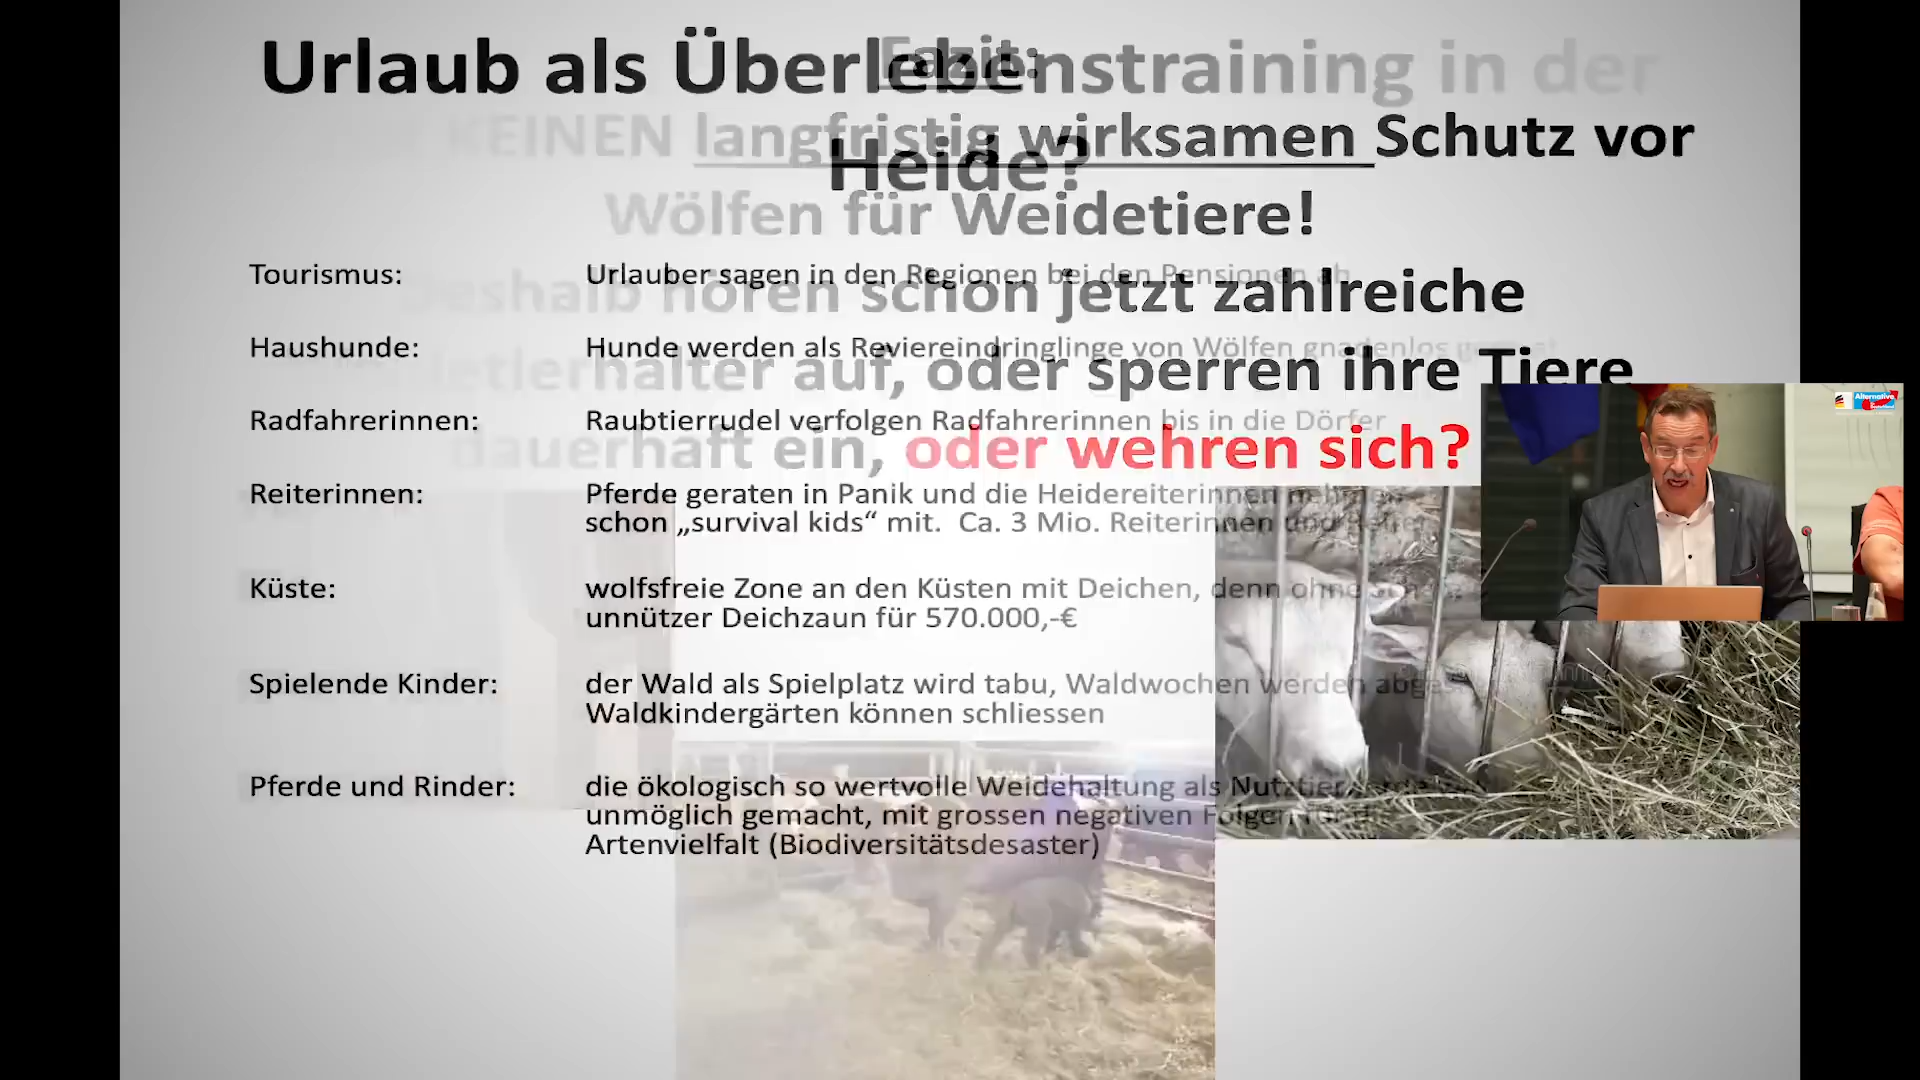 Urlaub als Überlebenstraining in der
Heide?
Fazit:
KEINEN langfristig wirksamen Schutz vor
Wölfen für Weidetiere!
Deshalb hören schon jetzt zahlreiche
auf, oder sperren ihre Tiere
dauerhaft ein, oder wehren sich?
Tourismus: Urlauber sagen in den Regionen bei den Pensionen ab
Haushunde: Hunde werden als Reviereindringlinge von Wölfen gnadenlos
Radfahrerinnen: Raubtierrudel verfolgen Radfahrerinnen bis in die Dörfer
Reiterinnen: Pferde geraten in Panik und die Heidereiterinnen nehmen
schon „survival kids“ mit. Ca. 3 Mio. Reiterinnen und Reiter
Küste: wolfsfreie Zone an den Küsten mit Deichen, denn ohne
unnützer Deichzaun für 570.000,-€
Spielende Kinder: der Wald als Spielplatz wird tabu, Waldwochen werden
Waldkindergärten können schliessen
Pferde und Rinder: die ökologisch so wertvolle Weidehaltung als Nutztier
unmöglich gemacht, mit grossen negativen Folgen für
Artenvielfalt (Biodiversitätsdesaster)
Alternative